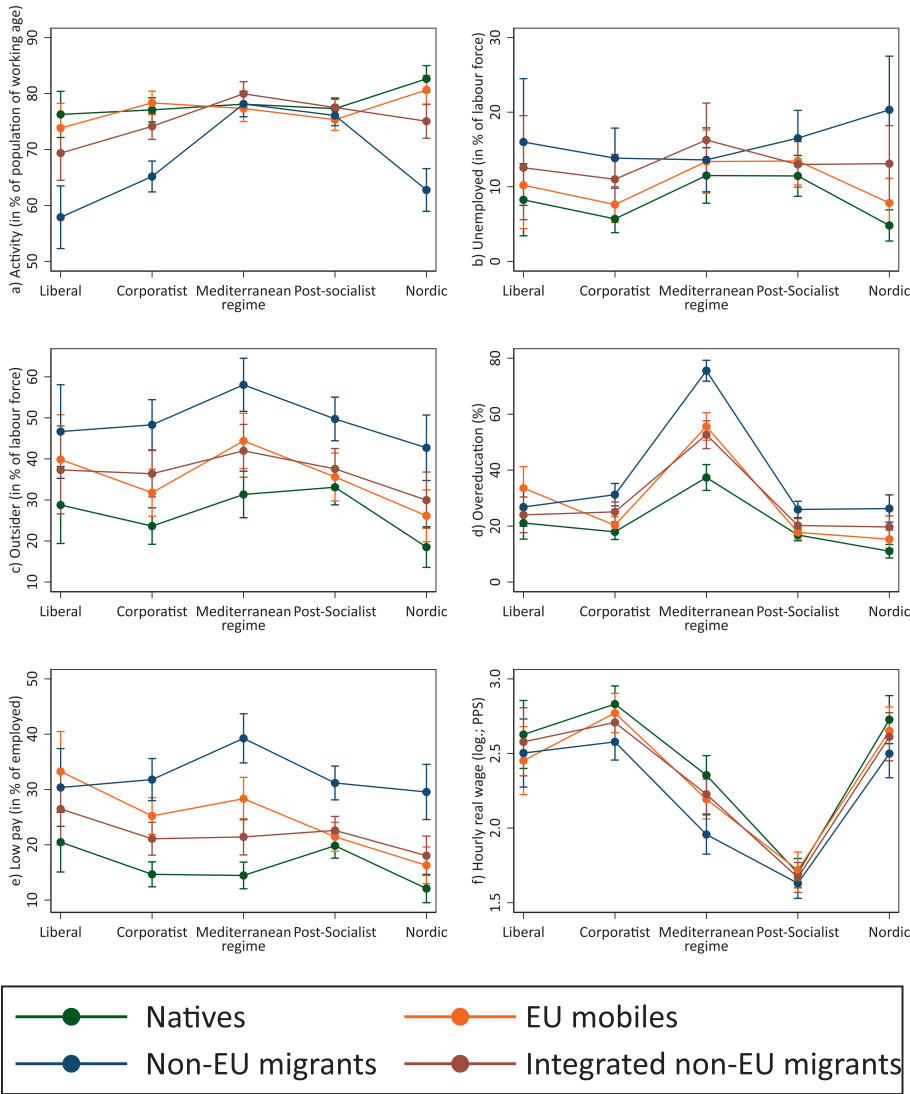 a) Activity (in % of population of working age)
90
80
70
60
50
Liberal Corporatist Mediterranean Post-socialist Nordic
regime
b) Unemployed (in % of labour force)
30
20
10
0
Liberal Corporatist Mediterranean Post-Socialist Nordic
regime
c) Outsider (in % of labour force)
60
50
40
30
20
10
Liberal Corporatist Mediterranean Post-Socialist Nordic
regime
d) Overeducation (%)
80
60
40
20
0
Liberal Corporatist Mediterranean Post-Socialist Nordic
regime
e) Low pay (in % of employed)
50
40
30
20
10
Liberal Corporatist Mediterranean Post-Socialist Nordic
regime
f) Hourly real wage (log.; PPS)
3.0
2.5
2.0
1.5
Liberal Corporatist Mediterranean Post-Socialist Nordic
regime
Natives EU mobiles
Non-EU migrants Integrated non-EU migrants